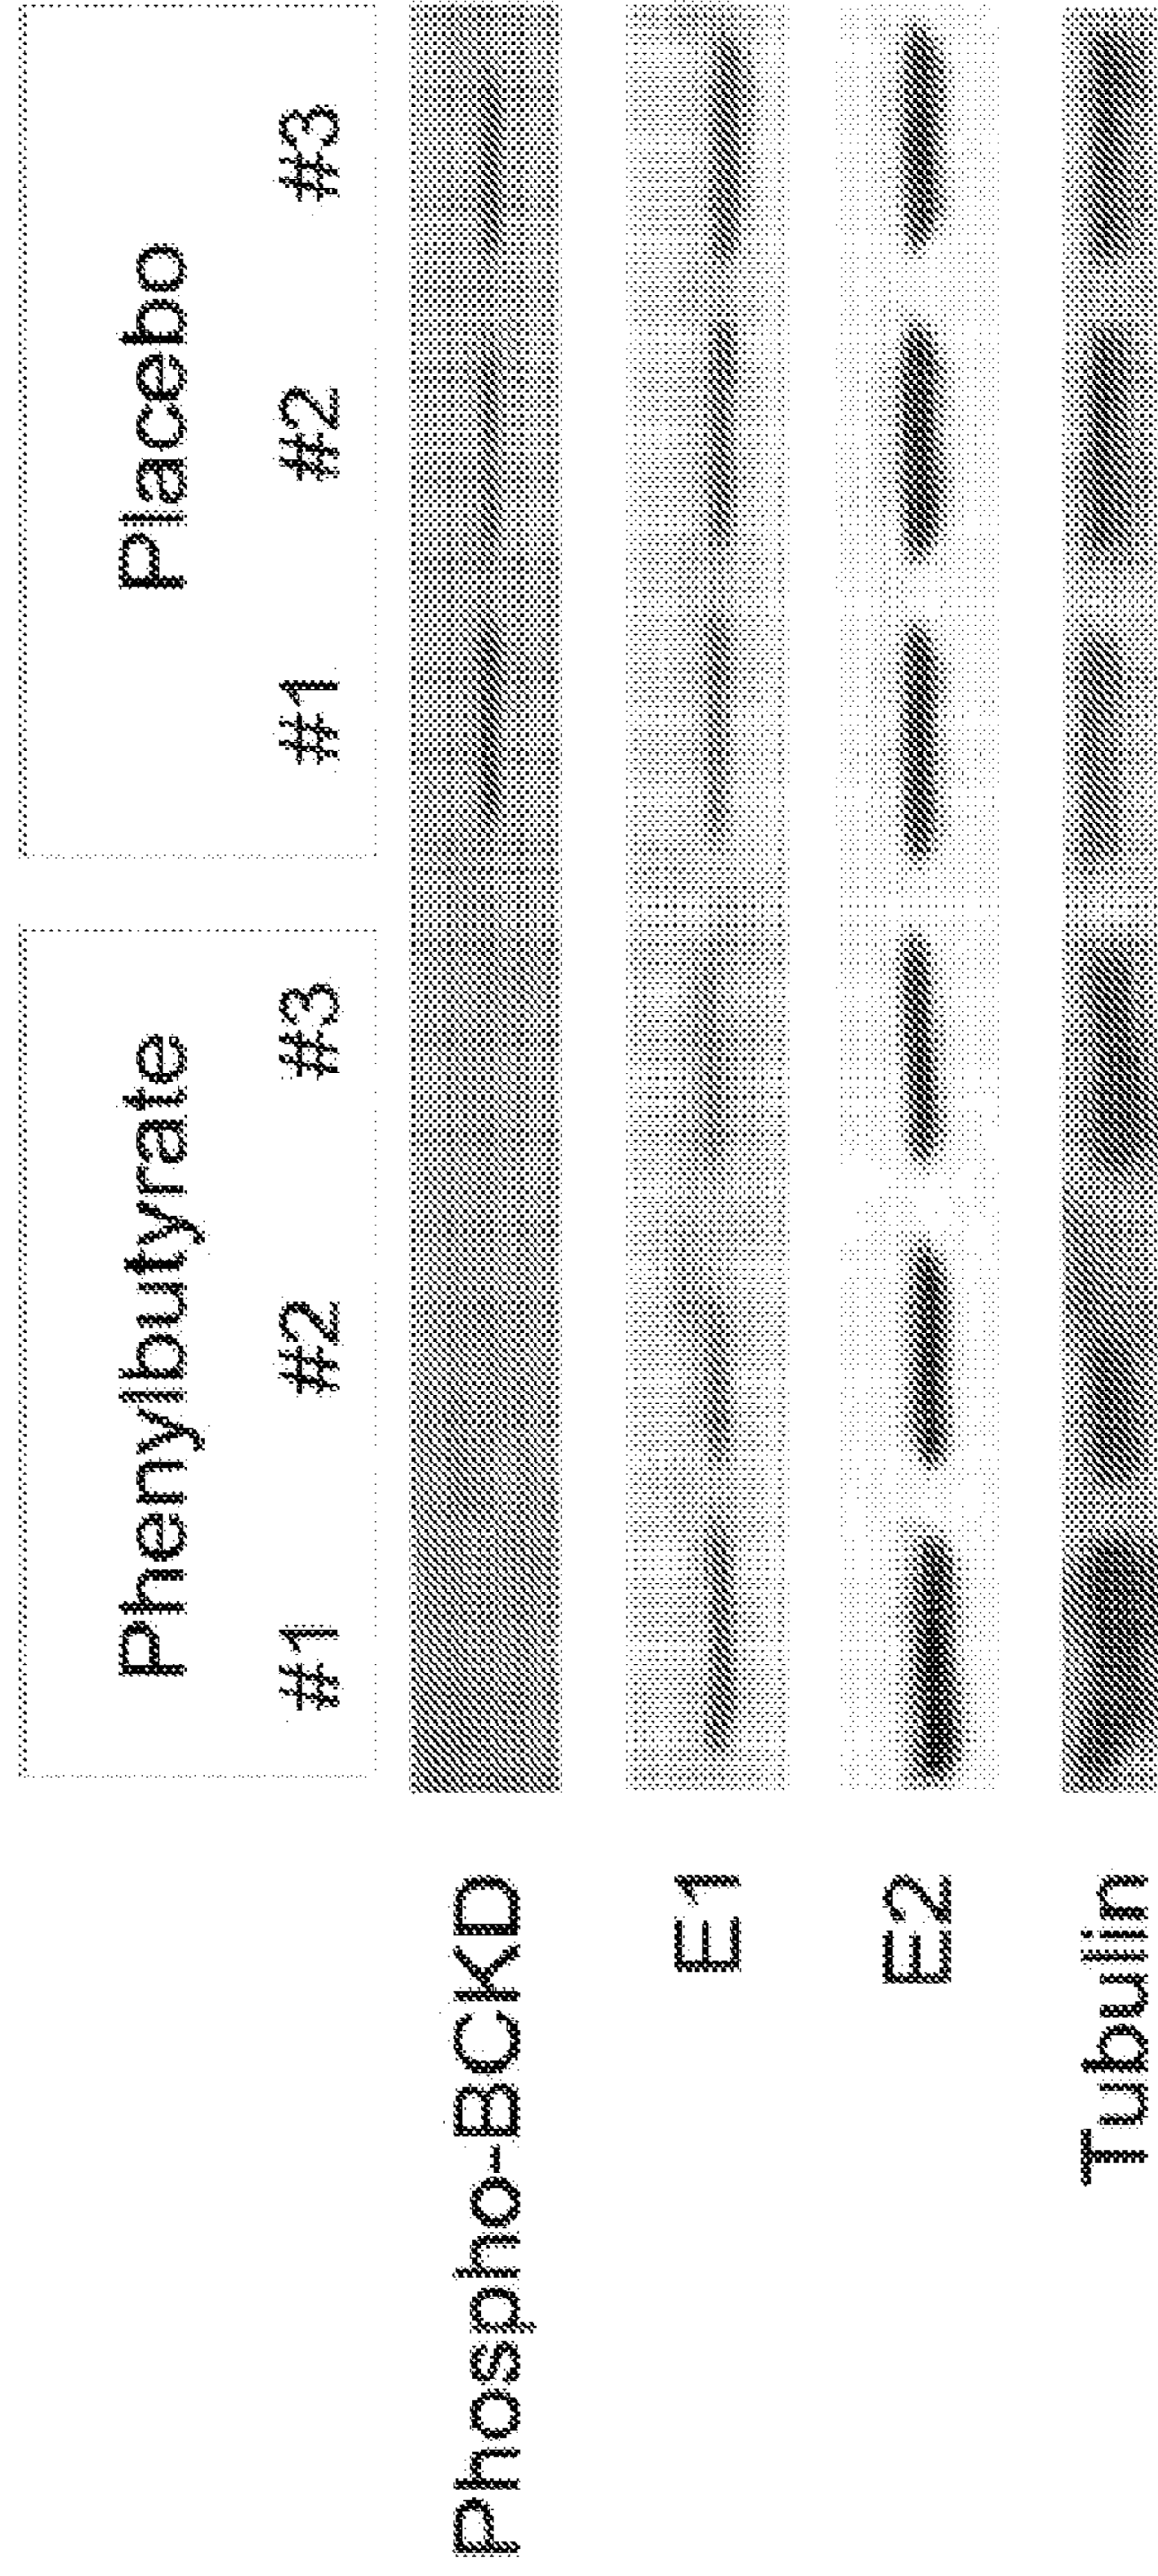 Phenylbutyrate Placebo
#1 #2 #3 #1 #2 #3
Phospho-BCKD
E1
E2
Tubulin